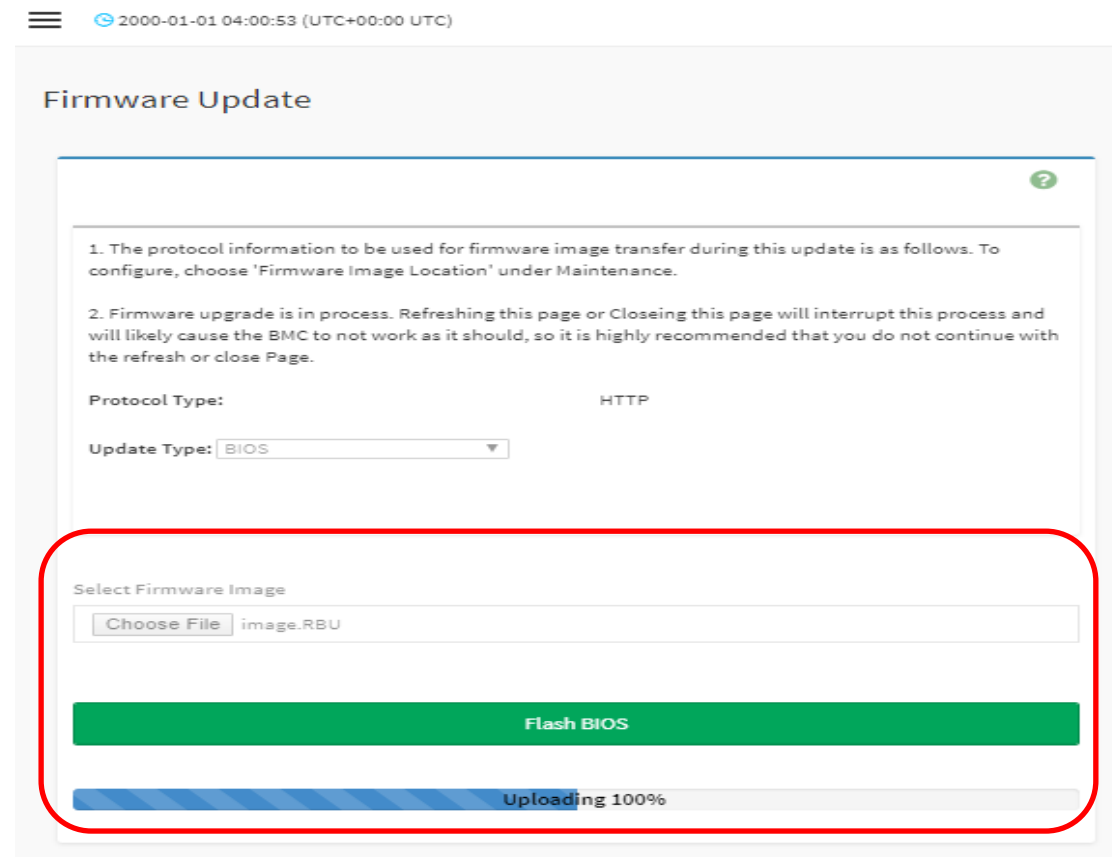 2000-01-01 04:00:53 (UTC+00:00 UTC)
Firmware Update
?
1. The protocol information to be used for firmware image transfer during this update is as follows. To
configure, choose 'Firmware Image Location' under Maintenance.
2. Firmware upgrade is in process. Refreshing this page or Closeing this page will interrupt this process and
will likely cause the BMC to not work as it should, so it is highly recommended that you do not continue with
the refresh or close Page.
Protocol Type: HTTP
Update Type: BIOS
Select Firmware Image
Choose File image.RBU
Flash BIOS
Uploading 100%